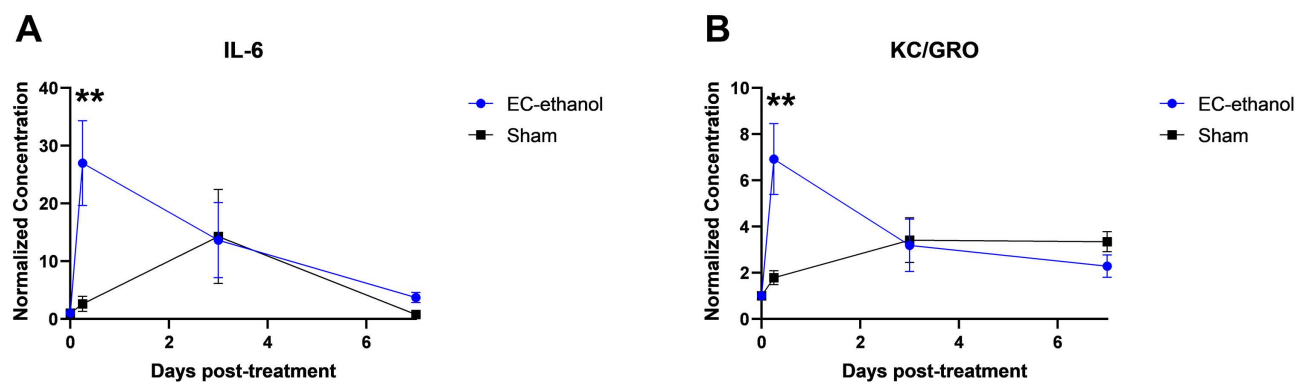 A
IL-6
Normalized Concentration
40
30
20
10
0
**
0 2 4 6
Days post-treatment
EC-ethanol
Sham
B
KC/GRO
Normalized Concentration
10
8
6
4
2
0
**
0 2 4 6
Days post-treatment
EC-ethanol
Sham